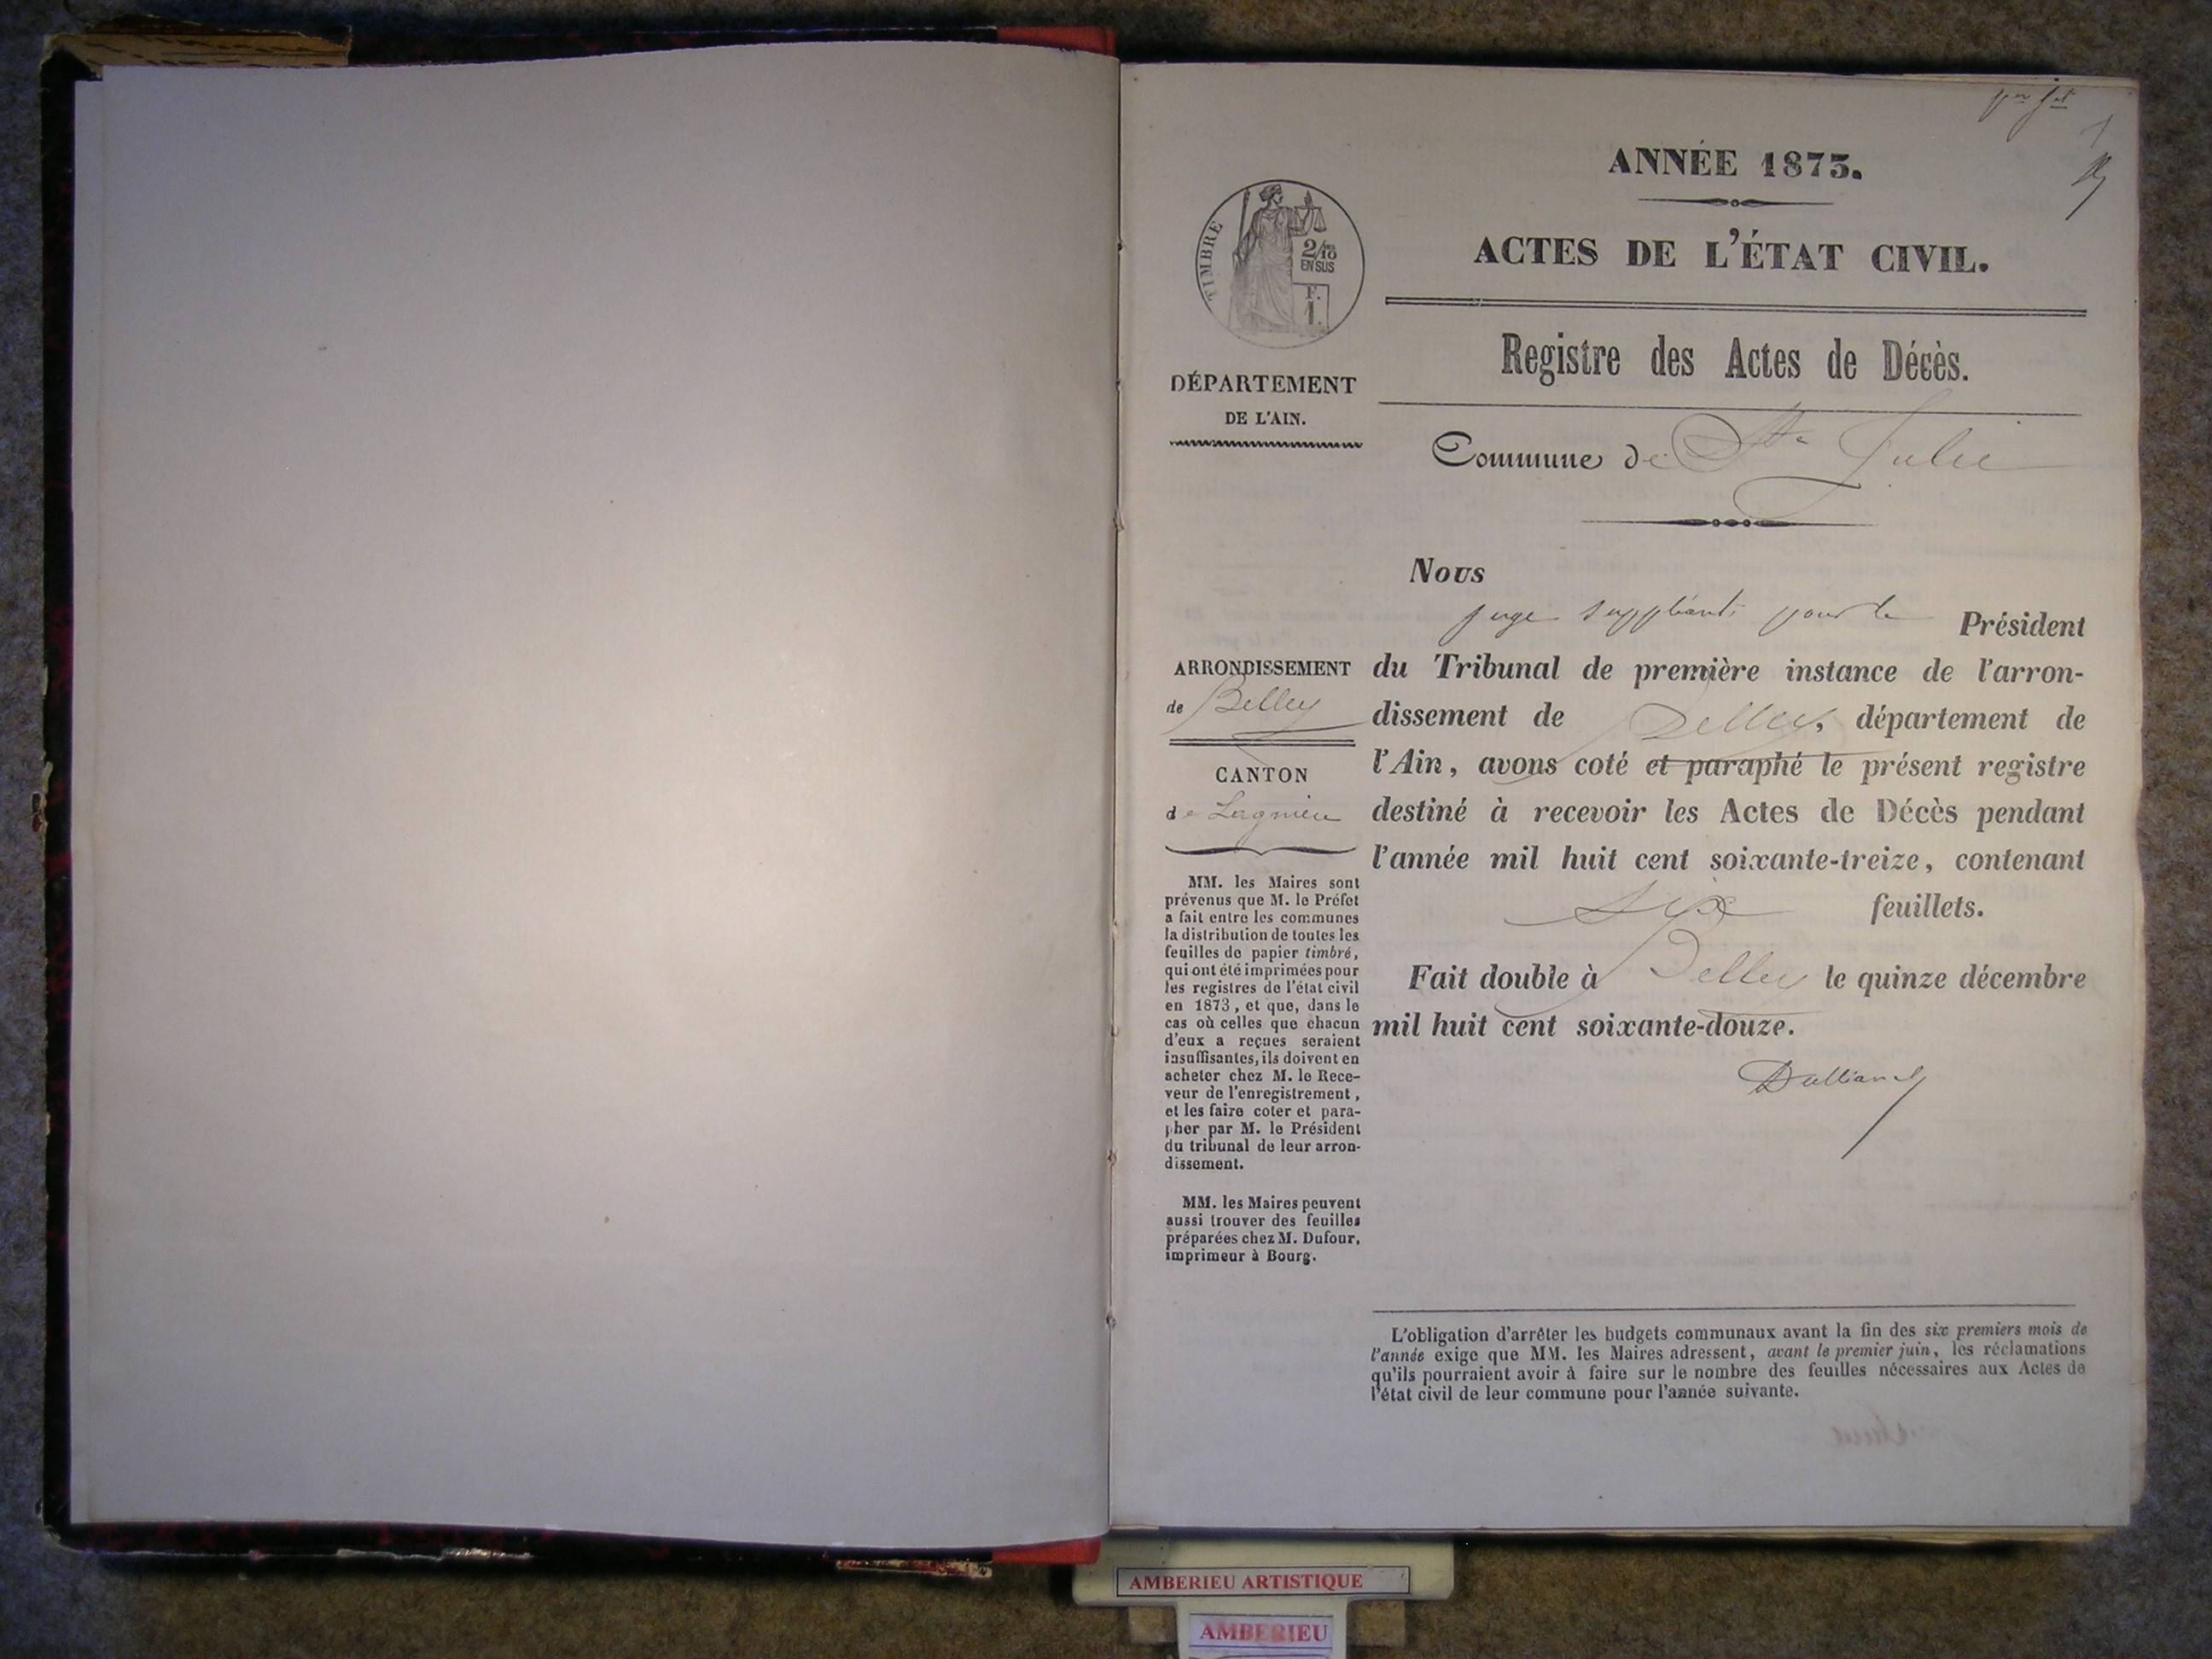 1er f.et
ANNÉE 1873.
ACTES DE L'ÉTAT CIVIL.
TIMBRE
2/10
EN SUS
F.
1.
Registre des Actes de Décès.
DÉPARTEMENT
DE L'AIN.
Commune de Ste Julie
Nous
juge suppléant pour le Président
du Tribunal de première instance de l'arron-
dissement de Belley, département de
l'Ain, avons coté et paraphé le présent registre
destiné à recevoir les Actes de Décès pendant
l'année mil huit cent soixante-treize, contenant
six feuillets.
Fait double à Belley le quinze décembre
mil huit cent soixante-douze.
ARRONDISSEMENT
de Belley
CANTON
de Lagnieu
MM. les Maires sont
prévenus que M. le Préfet
a fait entre les communes
la distribution de toutes les
feuilles de papier timbré,
qui ont été imprimées pour
les registres de l'état civil
en 1873, et que, dans le
cas où celles que chacun
d'eux a reçues seraient
insuffisantes, ils doivent en
acheter chez M. le Rece-
veur de l'enregistrement,
et les faire coter et para-
pher par M. le Président
du tribunal de leur arron-
dissement.
MM. les Maires peuvent
aussi trouver des feuilles
préparées chez M. Dufour,
imprimeur à Bourg.
L'obligation d'arrêter les budgets communaux avant la fin des six premiers mois de
l'année exige que MM. les Maires adressent, avant le premier juin, les réclamations
qu'ils pourraient avoir à faire sur le nombre des feuilles nécessaires aux Actes de
l'état civil de leur commune pour l'année suivante.
AMBERIEU ARTISTIQUE
AMBERIEU